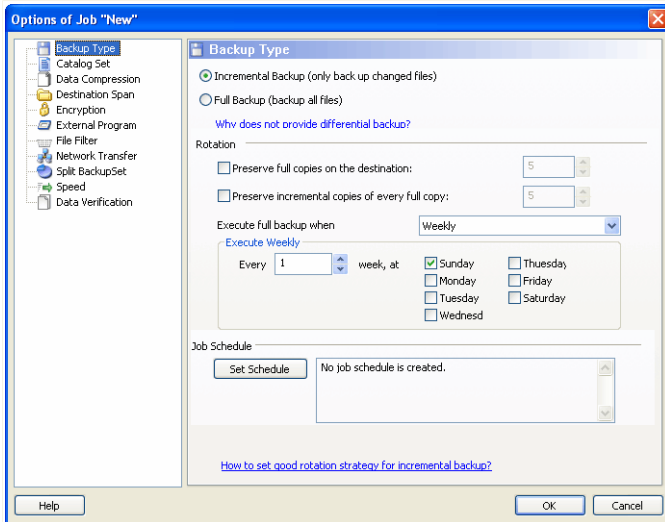 Options of Job "New"
Backup Type
Catalog Set
Data Compression
Destination Span
Encryption
External Program
File Filter
Network Transfer
Split BackupSet
Speed
Data Verification
Backup Type
Incremental Backup (only back up changed files)
Full Backup (backup all files)
Why does not provide differential backup?
Rotation
Preserve full copies on the destination: 5
Preserve incremental copies of every full copy: 5
Execute full backup when Weekly
Execute Weekly
Every 1 week, at
Sunday Thuesday
Monday Friday
Tuesday Saturday
Wednesd
Job Schedule
Set Schedule No job schedule is created.
How to set good rotation strategy for incremental backup?
Help OK Cancel